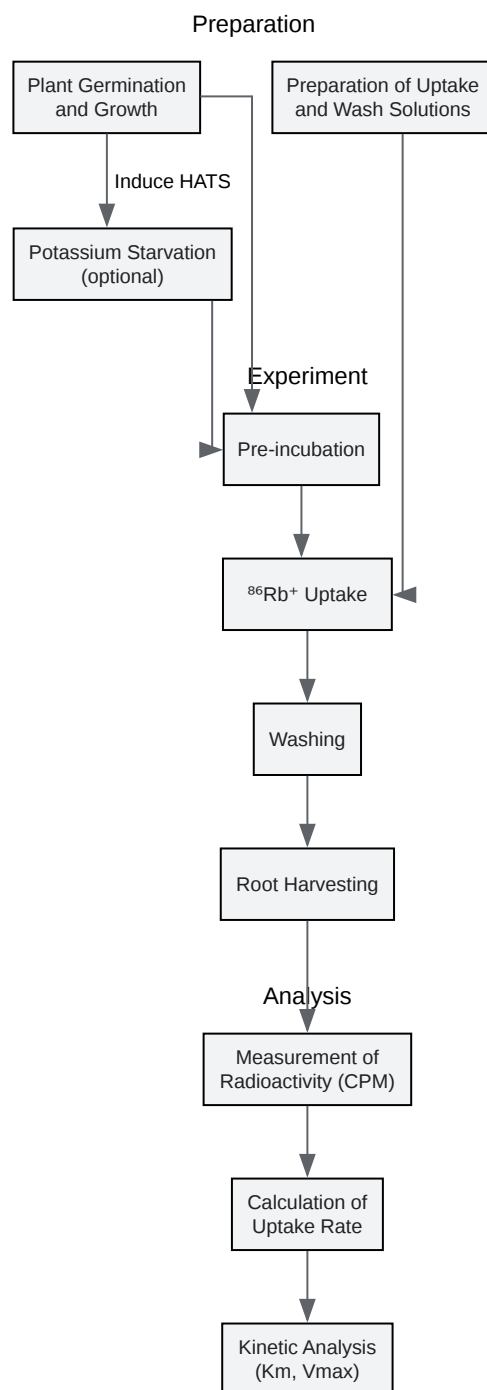 Preparation
Plant Germination
and Growth
Preparation of Uptake
and Wash Solutions
Induce HATS
Potassium Starvation
(optional)
Experiment
Pre-incubation
⁸⁶Rb⁺ Uptake
Washing
Root Harvesting
Analysis
Measurement of
Radioactivity (CPM)
Calculation of
Uptake Rate
Kinetic Analysis
(Km, Vmax)